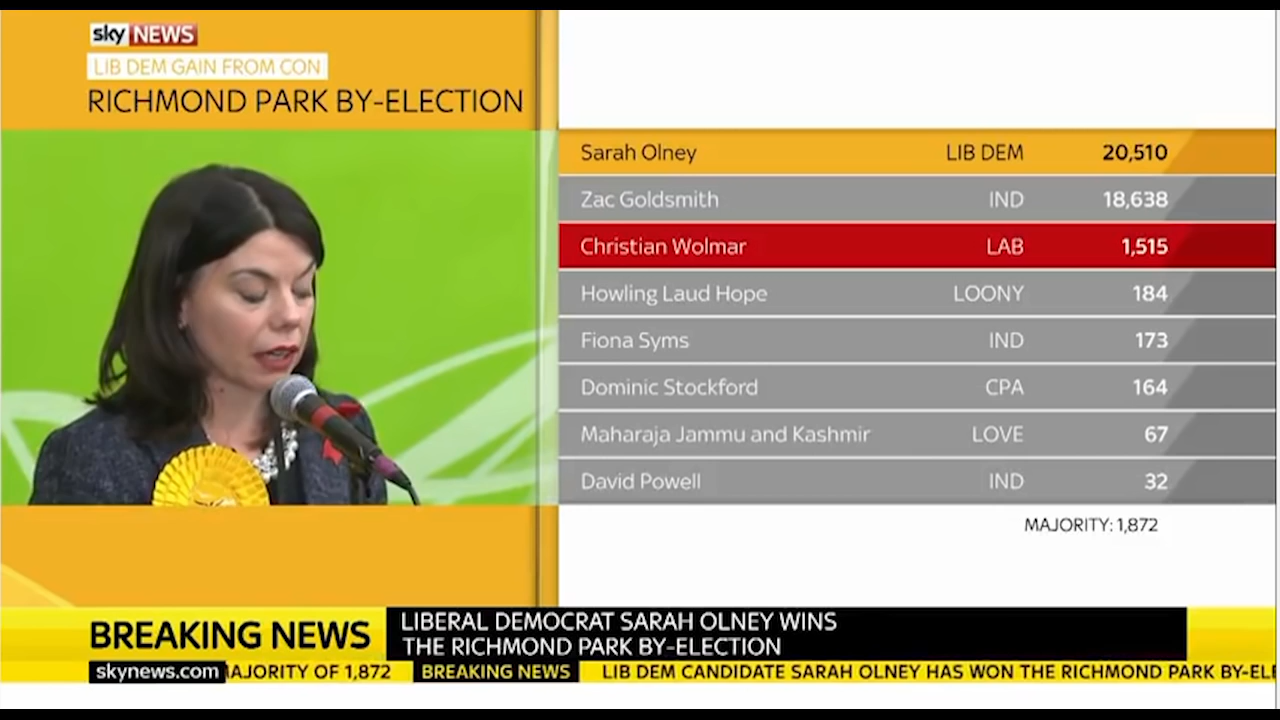 sky NEWS
LIB DEM GAIN FROM CON
RICHMOND PARK BY-ELECTION
Sarah Olney LIB DEM 20,510
Zac Goldsmith IND 18,638
Christian Wolmar LAB 1,515
Howling Laud Hope LOONY 184
Fiona Syms IND 173
Dominic Stockford CPA 164
Maharaja Jammu and Kashmir LOVE 67
David Powell IND 32
MAJORITY: 1,872
BREAKING NEWS
LIBERAL DEMOCRAT SARAH OLNEY WINS
THE RICHMOND PARK BY-ELECTION
skynews.com AJORITY OF 1,872 BREAKING NEWS LIB DEM CANDIDATE SARAH OLNEY HAS WON THE RICHMOND PARK BY-EL